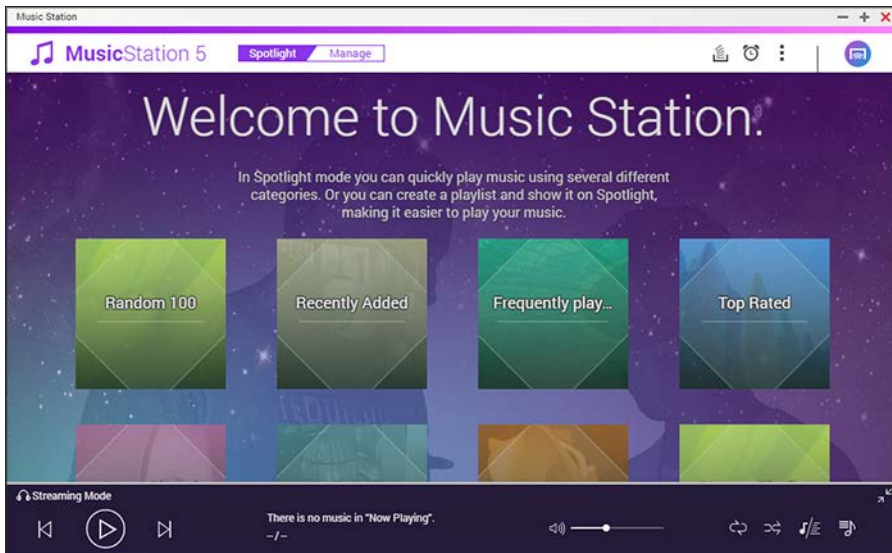 Music Station
MusicStation 5
Spotlight
Manage
Welcome to Music Station.
In Spotlight mode you can quickly play music using several different
categories. Or you can create a playlist and show it on Spotlight,
making it easier to play your music.
Random 100
Recently Added
Frequently play...
Top Rated
Streaming Mode
There is no music in "Now Playing".
--/--